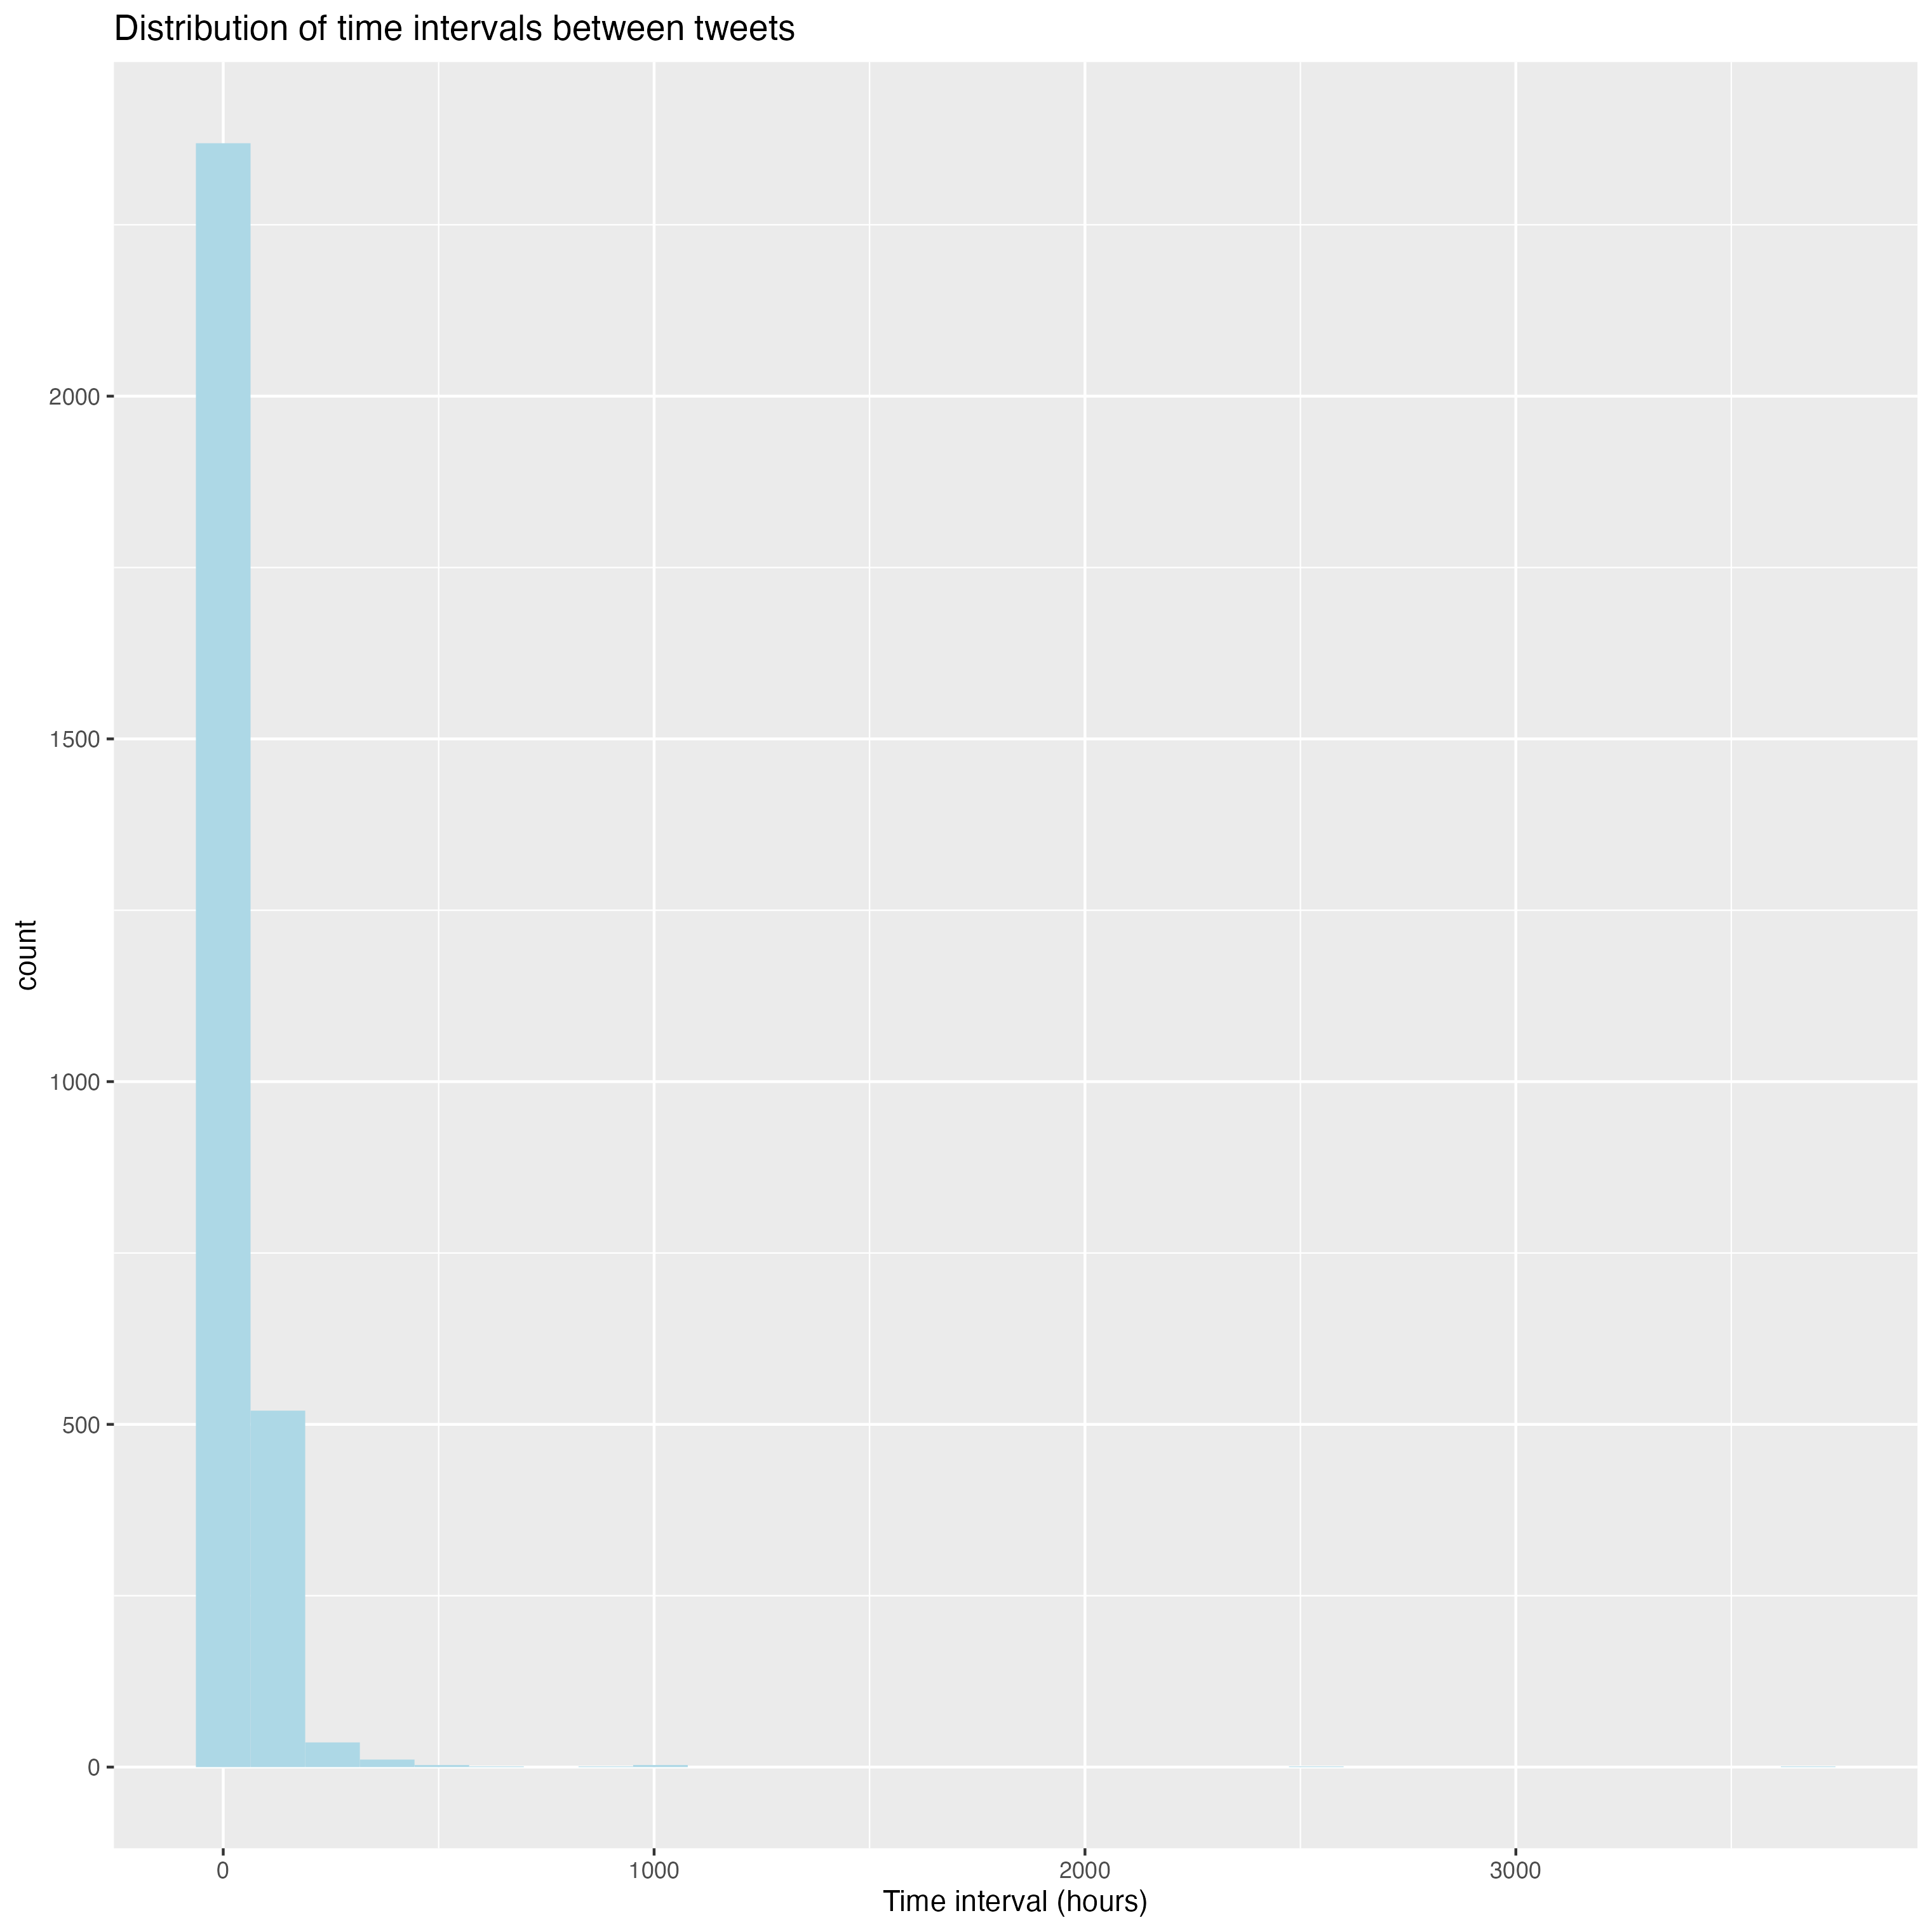 Distribution of time intervals between tweets
2000
1500
1000
500
0
count
0 1000 2000 3000
Time interval (hours)